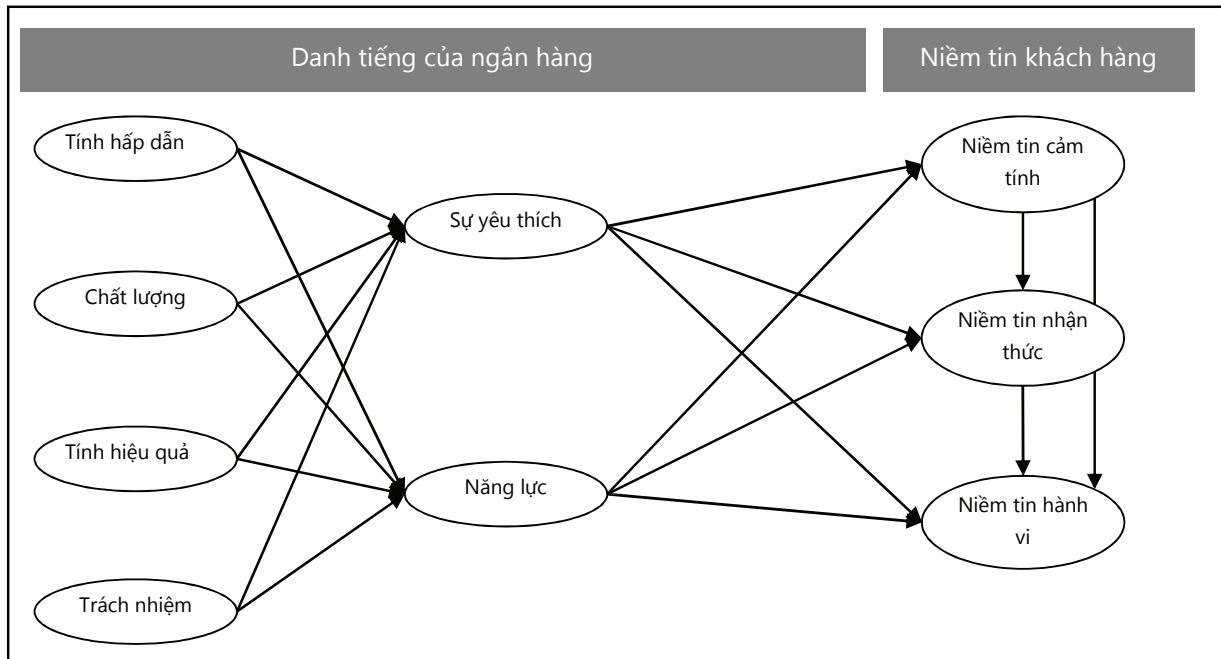 Danh tiếng của ngân hàng
Niềm tin khách hàng
Tính hấp dẫn
Chất lượng
Tính hiệu quả
Trách nhiệm
Sự yêu thích
Năng lực
Niềm tin cảm
tính
Niềm tin nhận
thức
Niềm tin hành
vi